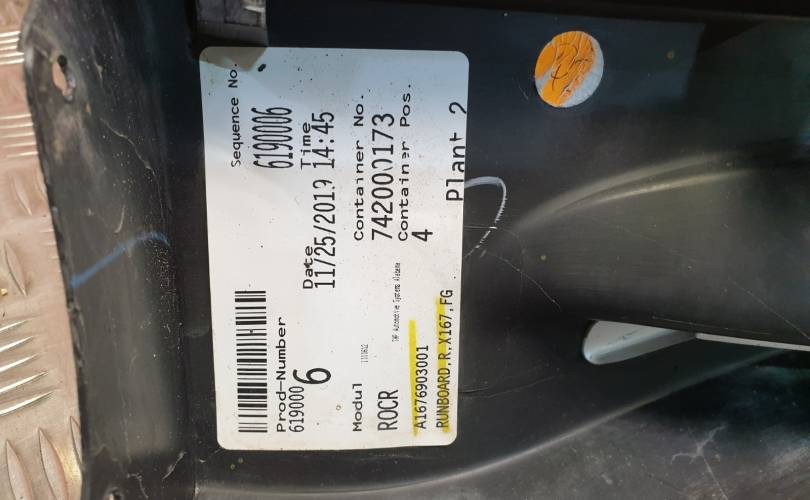 Sequence No.
6190006
Prod-Number
6190006
Date
11/25/2019
Time
14:45
Modul
ROCR
Container No.
742000173
Container Pos.
4
A1676903001
RUNBOARD,R,X167,FG
Plant 2